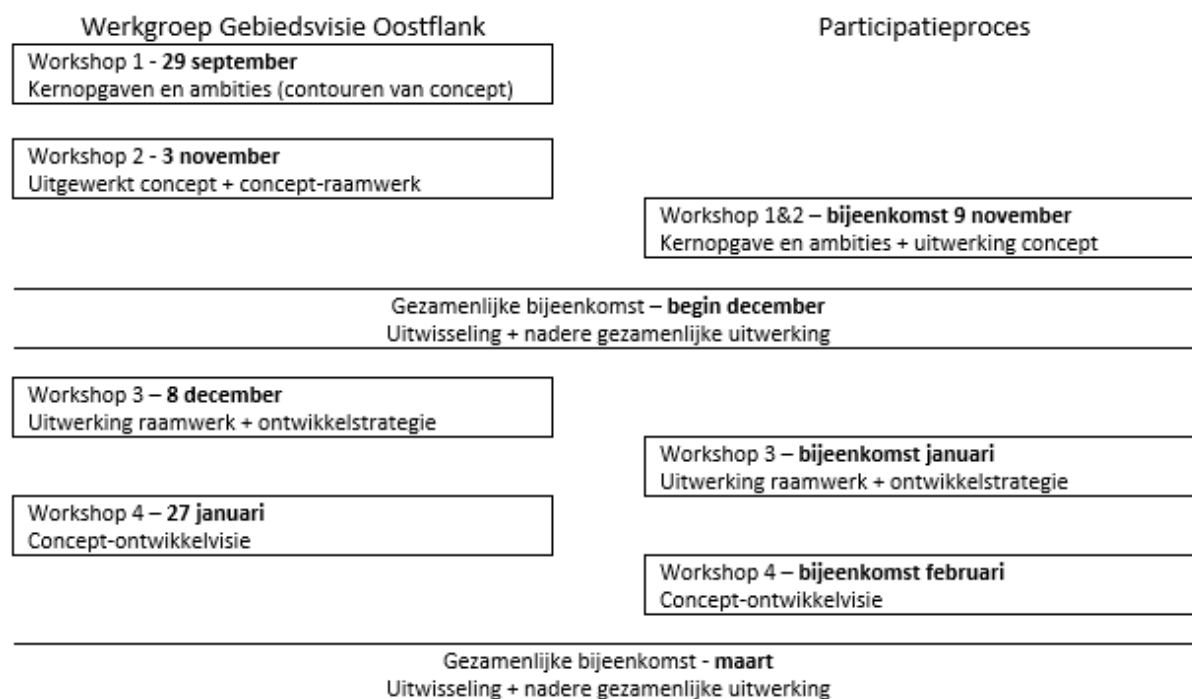 Werkgroep Gebiedsvisie Oostflank
Participatieproces
Workshop 1 - 29 september
Kernopgaven en ambities (contouren van concept)
Workshop 2 - 3 november
Uitgewerkt concept + concept-raamwerk
Workshop 1&2 – bijeenkomst 9 november
Kernopgave en ambities + uitwerking concept
Gezamenlijke bijeenkomst – begin december
Uitwisseling + nadere gezamenlijke uitwerking
Workshop 3 – 8 december
Uitwerking raamwerk + ontwikkelstrategie
Workshop 3 – bijeenkomst januari
Uitwerking raamwerk + ontwikkelstrategie
Workshop 4 – 27 januari
Concept-ontwikkelvisie
Workshop 4 – bijeenkomst februari
Concept-ontwikkelvisie
Gezamenlijke bijeenkomst - maart
Uitwisseling + nadere gezamenlijke uitwerking